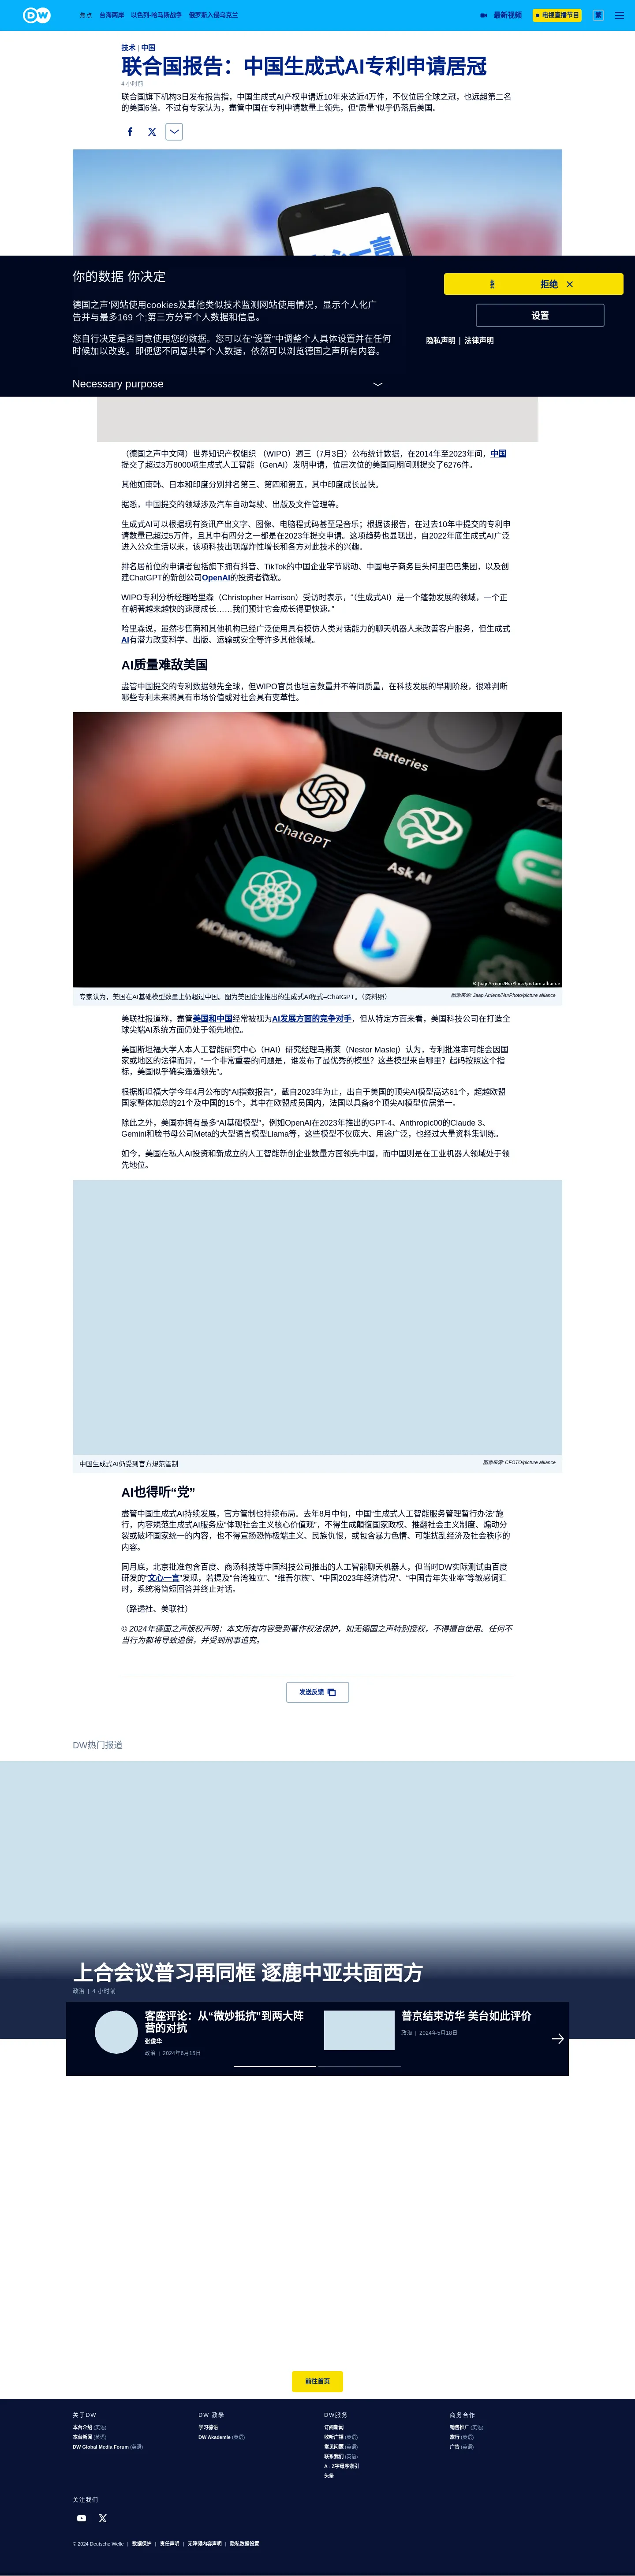 DW
焦点 台海两岸 以色列-哈马斯战争 俄罗斯入侵乌克兰
最新视频
电视直播节目
繁
技术 | 中国
联合国报告：中国生成式AI专利申请居冠
4 小时前
联合国旗下机构3日发布报告指，中国生成式AI产权申请近10年来达近4万件，不仅位居全球之冠，也远超第二名
的美国6倍。不过有专家认为，盡管中国在专利申请数量上领先，但“质量”似乎仍落后美国。
你的数据 你决定
拒绝
德国之声‘网站使用cookies及其他类似技术监测网站使用情况，显示个人化广
告并与最多169 个;第三方分享个人数据和信息。
设置
您自行决定是否同意使用您的数据。您可以在“设置”中调整个人具体设置并在任何
时候加以改变。即便您不同意共享个人数据，依然可以浏览德国之声所有内容。
隐私声明 | 法律声明
Necessary purpose
（德国之声中文网）世界知识产权组织 （WIPO）週三（7月3日）公布统计数据，在2014年至2023年间，中国
提交了超过3万8000项生成式人工智能（GenAI）发明申请，位居次位的美国同期间则提交了6276件。
其他如南韩、日本和印度分别排名第三、第四和第五，其中印度成长最快。
据悉，中国提交的领域涉及汽车自动驾驶、出版及文件管理等。
生成式AI可以根据现有资讯产出文字、图像、电脑程式码甚至是音乐；根据该报告，在过去10年中提交的专利申
请数量已超过5万件，且其中有四分之一都是在2023年提交申请。这项趋势也显现出，自2022年底生成式AI广泛
进入公众生活以来，该项科技出现爆炸性增长和各方对此技术的兴趣。
排名居前位的申请者包括旗下拥有抖音、TikTok的中国企业字节跳动、中国电子商务巨头阿里巴巴集团，以及创
建ChatGPT的新创公司OpenAI的投资者微软。
WIPO专利分析经理哈里森（Christopher Harrison）受访时表示，“（生成式AI）是一个蓬勃发展的领域，一个正
在朝著越来越快的速度成长……我们预计它会成长得更快速。”
哈里森说，虽然零售商和其他机构已经广泛使用具有模仿人类对话能力的聊天机器人来改善客户服务，但生成式
AI有潜力改变科学、出版、运输或安全等许多其他领域。
AI质量难敌美国
盡管中国提交的专利数据领先全球，但WIPO官员也坦言数量并不等同质量，在科技发展的早期阶段，很难判断
哪些专利未来将具有市场价值或对社会具有变革性。
Batteries
ChatGPT
Ask AI
© Jaap Arriens/NurPhoto/picture alliance
专家认为，美国在AI基础模型数量上仍超过中国。图为美国企业推出的生成式AI程式–ChatGPT。（资料照）
图像来源: Jaap Arriens/NurPhoto/picture alliance
美联社报道称，盡管美国和中国经常被视为AI发展方面的竞争对手，但从特定方面来看，美国科技公司在打造全
球尖端AI系统方面仍处于领先地位。
美国斯坦福大学人本人工智能研究中心（HAI）研究经理马斯莱（Nestor Maslej）认为，专利批准率可能会因国
家或地区的法律而异，”一个非常重要的问题是，谁发布了最优秀的模型？这些模型来自哪里？起码按照这个指
标，美国似乎确实遥遥领先“。
根据斯坦福大学今年4月公布的“AI指数报告”，截自2023年为止，出自于美国的顶尖AI模型高达61个，超越欧盟
国家整体加总的21个及中国的15个，其中在欧盟成员国内，法国以具备8个顶尖AI模型位居第一。
除此之外，美国亦拥有最多“AI基础模型”，例如OpenAI在2023年推出的GPT-4、Anthropic00的Claude 3、
Gemini和脸书母公司Meta的大型语言模型Llama等，这些模型不仅庞大、用途广泛，也经过大量资料集训练。
如今，美国在私人AI投资和新成立的人工智能新创企业数量方面领先中国，而中国则是在工业机器人领域处于领
先地位。
中国生成式AI仍受到官方规范管制
图像来源: CFOTO/picture alliance
AI也得听“党”
盡管中国生成式AI持续发展，官方管制也持续布局。去年8月中旬，中国“生成式人工智能服务管理暂行办法”施
行，内容规范生成式AI服务应“体现社会主义核心价值观”，不得生成颠復国家政权、推翻社会主义制度、煽动分
裂或破坏国家统一的内容，也不得宣扬恐怖极端主义、民族仇恨，或包含暴力色情、可能扰乱经济及社会秩序的
内容。
同月底，北京批准包含百度、商汤科技等中国科技公司推出的人工智能聊天机器人，但当时DW实际测试由百度
研发的“文心一言”发现，若提及“台湾独立”、“维吾尔族”、“中国2023年经济情况”、“中国青年失业率”等敏感词汇
时，系统将简短回答并终止对话。
（路透社、美联社）
© 2024年德国之声版权声明：本文所有内容受到著作权法保护，如无德国之声特别授权，不得擅自使用。任何不
当行为都将导致追偿，并受到刑事追究。
发送反馈
DW热门报道
上合会议普习再同框 逐鹿中亚共面西方
政治 | 4 小时前
客座评论：从“微妙抵抗”到两大阵
营的对抗
张俊华
政治 | 2024年6月15日
普京结束访华 美台如此评价
政治 | 2024年5月18日
前往首页
关于DW
本台介绍 (英语)
本台新闻 (英语)
DW Global Media Forum (英语)
DW 教學
学习德语
DW Akademie (英语)
DW服务
订阅新闻
收听广播 (英语)
常见问题 (英语)
联系我们 (英语)
A - Z字母序索引
头条
商务合作
销售推广 (英语)
旅行 (英语)
广告 (英语)
关注我们
© 2024 Deutsche Welle | 数据保护 | 责任声明 | 无障碍内容声明 | 隐私数据设置